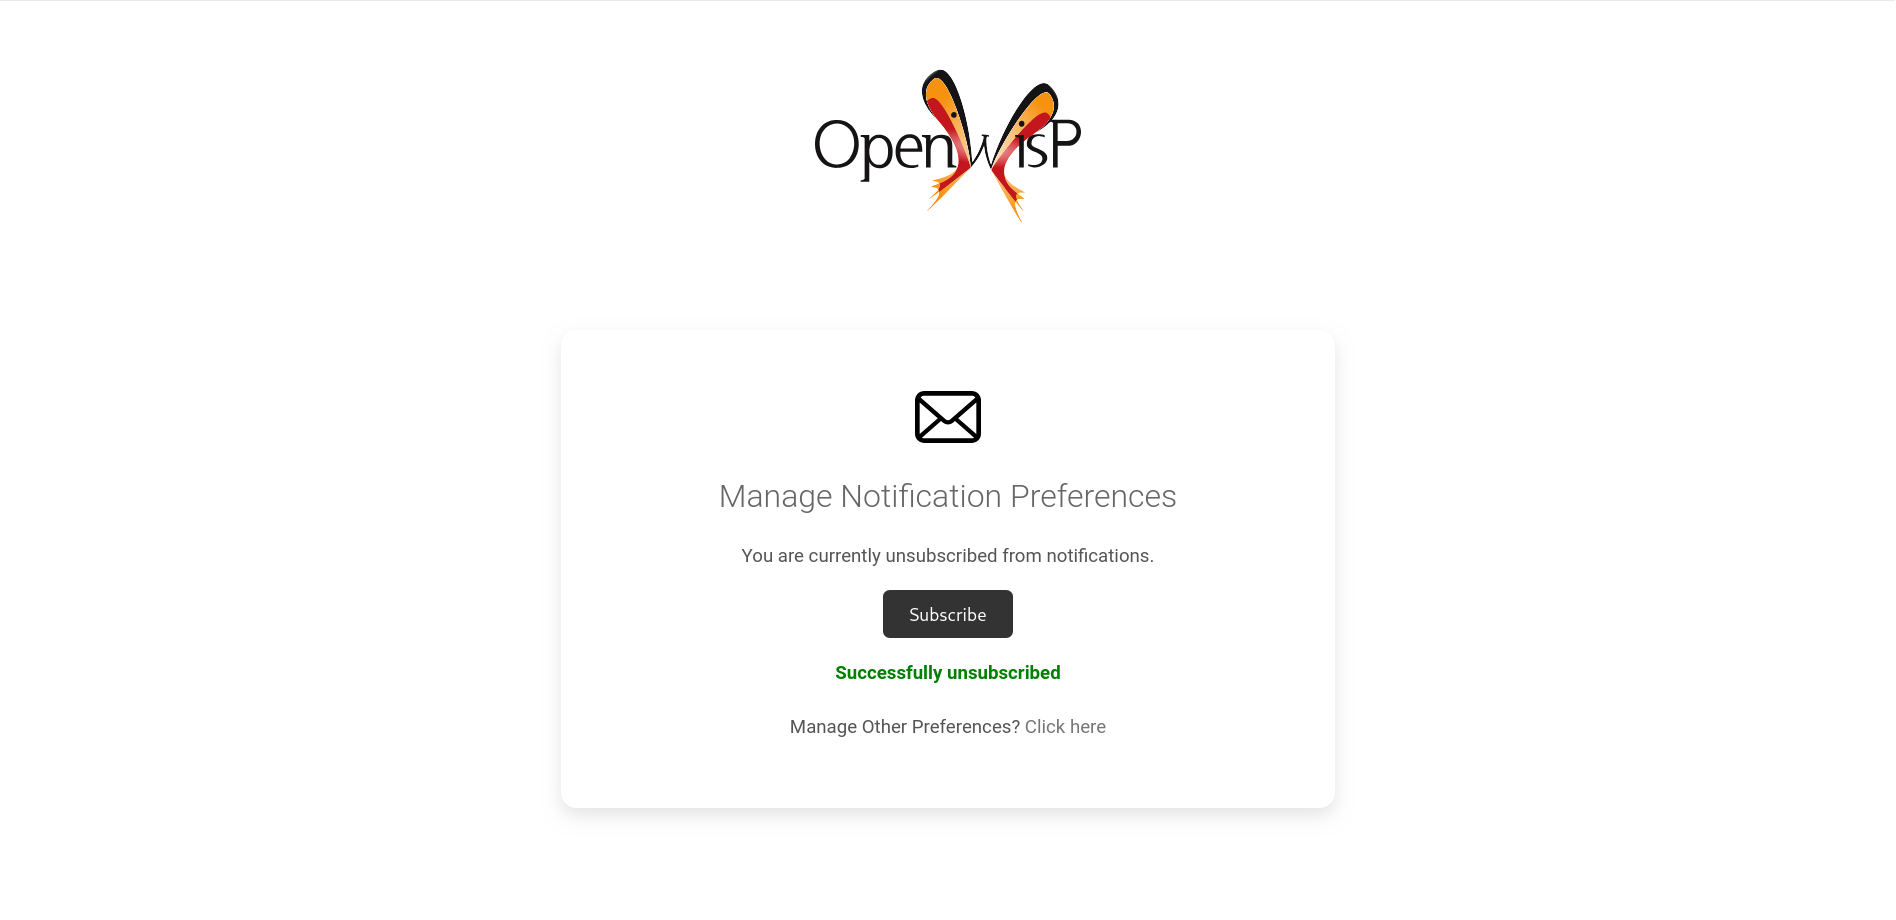 OpenWisP
Manage Notification Preferences
You are currently unsubscribed from notifications.
Subscribe
Successfully unsubscribed
Manage Other Preferences? Click here